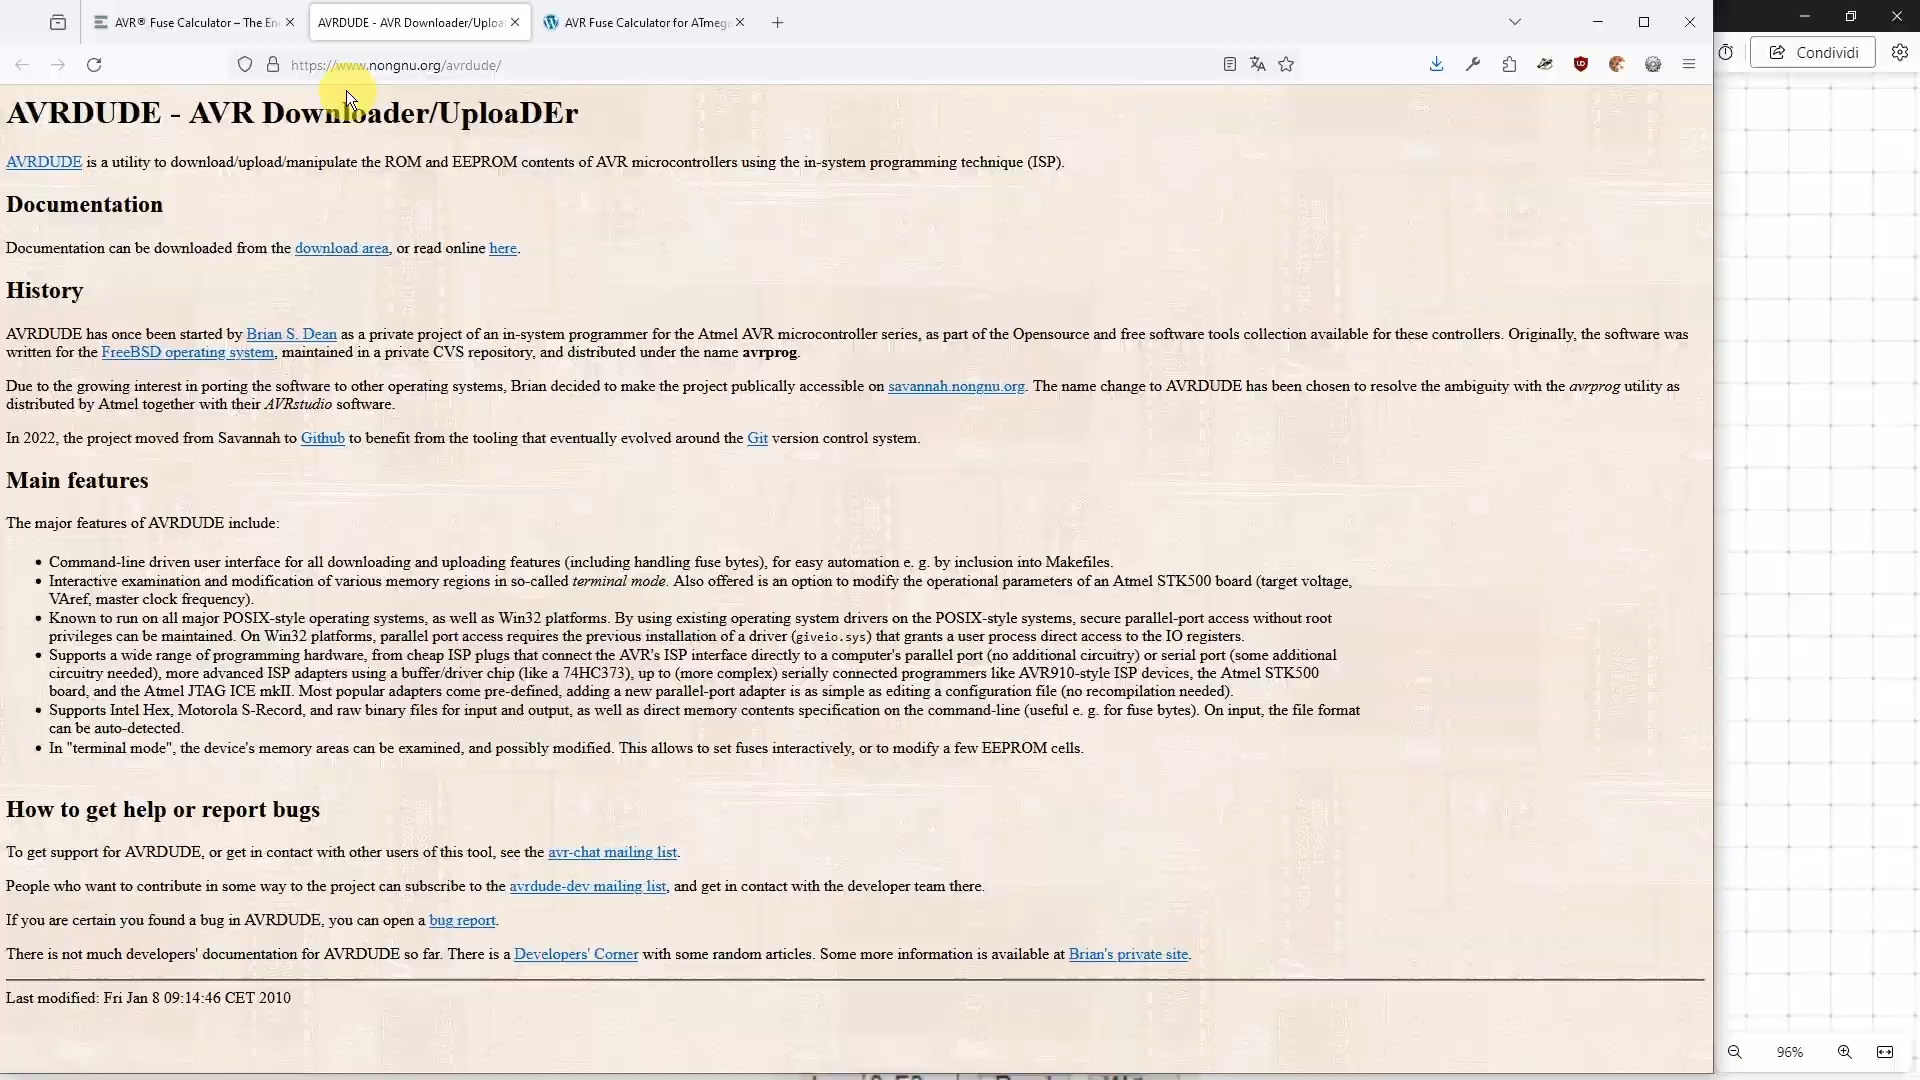 AVR® Fuse Calculator – The En
AVRDUDE - AVR Downloader/Uploa
AVR Fuse Calculator for ATmega
https://www.nongnu.org/avrdude/
Condividi
AVRDUDE - AVR Downloader/UploaDEr
AVRDUDE is a utility to download/upload/manipulate the ROM and EEPROM contents of AVR microcontrollers using the in-system programming technique (ISP).
Documentation
Documentation can be downloaded from the download area, or read online here.
History
AVRDUDE has once been started by Brian S. Dean as a private project of an in-system programmer for the Atmel AVR microcontroller series, as part of the Opensource and free software tools collection available for these controllers. Originally, the software was
written for the FreeBSD operating system, maintained in a private CVS repository, and distributed under the name avrprog.
Due to the growing interest in porting the software to other operating systems, Brian decided to make the project publically accessible on savannah.nongnu.org. The name change to AVRDUDE has been chosen to resolve the ambiguity with the avrprog utility as
distributed by Atmel together with their AVRstudio software.
In 2022, the project moved from Savannah to Github to benefit from the tooling that eventually evolved around the Git version control system.
Main features
The major features of AVRDUDE include:
• Command-line driven user interface for all downloading and uploading features (including handling fuse bytes), for easy automation e. g. by inclusion into Makefiles.
• Interactive examination and modification of various memory regions in so-called terminal mode. Also offered is an option to modify the operational parameters of an Atmel STK500 board (target voltage,
VAref, master clock frequency).
• Known to run on all major POSIX-style operating systems, as well as Win32 platforms. By using existing operating system drivers on the POSIX-style systems, secure parallel-port access without root
privileges can be maintained. On Win32 platforms, parallel port access requires the previous installation of a driver (giveio.sys) that grants a user process direct access to the IO registers.
• Supports a wide range of programming hardware, from cheap ISP plugs that connect the AVR's ISP interface directly to a computer's parallel port (no additional circuitry) or serial port (some additional
circuitry needed), more advanced ISP adapters using a buffer/driver chip (like a 74HC373), up to (more complex) serially connected programmers like AVR910-style ISP devices, the Atmel STK500
board, and the Atmel JTAG ICE mkII. Most popular adapters come pre-defined, adding a new parallel-port adapter is as simple as editing a configuration file (no recompilation needed).
• Supports Intel Hex, Motorola S-Record, and raw binary files for input and output, as well as direct memory contents specification on the command-line (useful e. g. for fuse bytes). On input, the file format
can be auto-detected.
• In "terminal mode", the device's memory areas can be examined, and possibly modified. This allows to set fuses interactively, or to modify a few EEPROM cells.
How to get help or report bugs
To get support for AVRDUDE, or get in contact with other users of this tool, see the avr-chat mailing list.
People who want to contribute in some way to the project can subscribe to the avrdude-dev mailing list, and get in contact with the developer team there.
If you are certain you found a bug in AVRDUDE, you can open a bug report.
There is not much developers' documentation for AVRDUDE so far. There is a Developers' Corner with some random articles. Some more information is available at Brian's private site.
Last modified: Fri Jan 8 09:14:46 CET 2010
96%